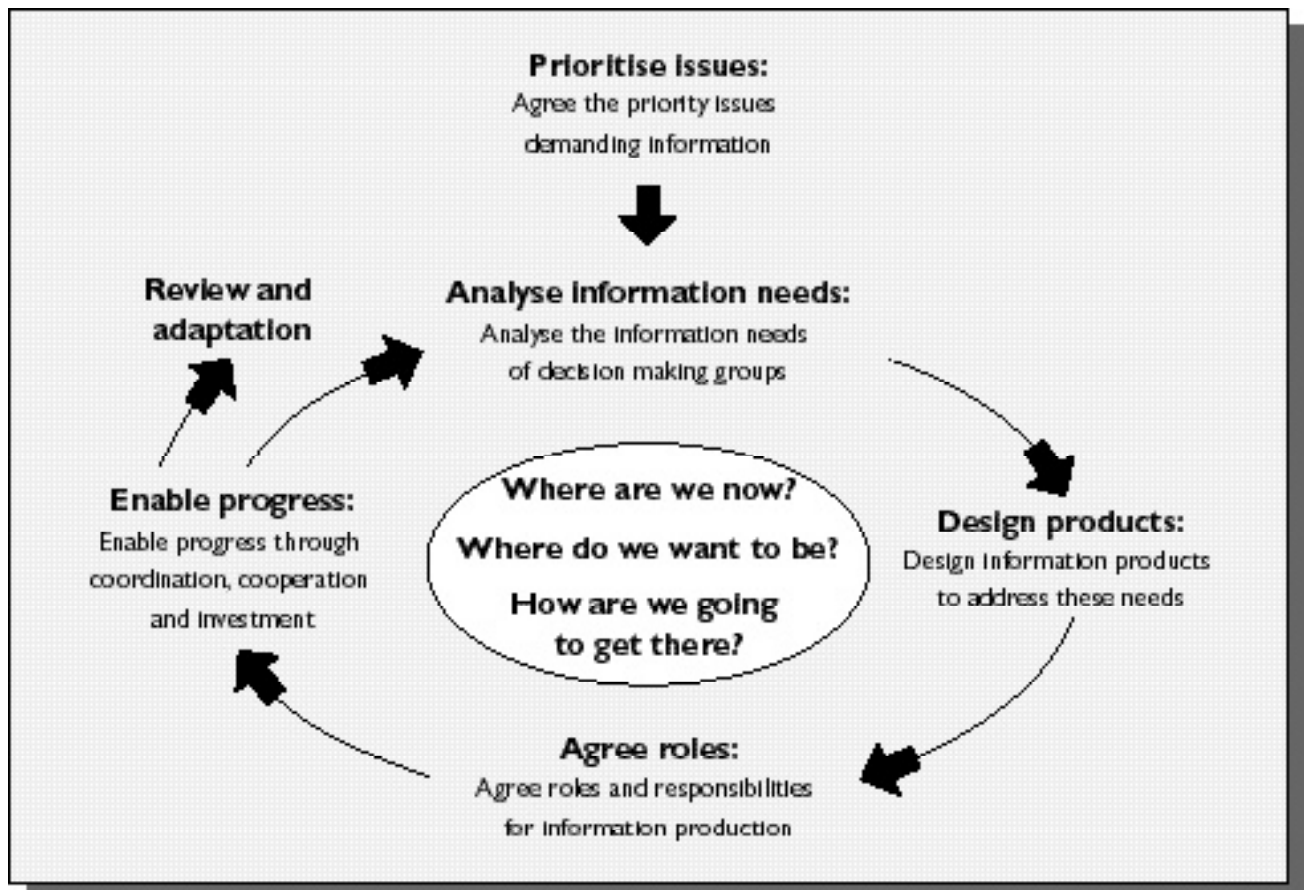 Prioritise issues:
Agree the priority issues
demanding information
Analyse information needs:
Analyse the information needs
of decision making groups
Design products:
Design information products
to address these needs
Agree roles:
Agree roles and responsibilities
for information production
Enable progress:
Enable progress through
coordination, cooperation
and investment
Review and
adaptation
Where are we now?
Where do we want to be?
How are we going
to get there?